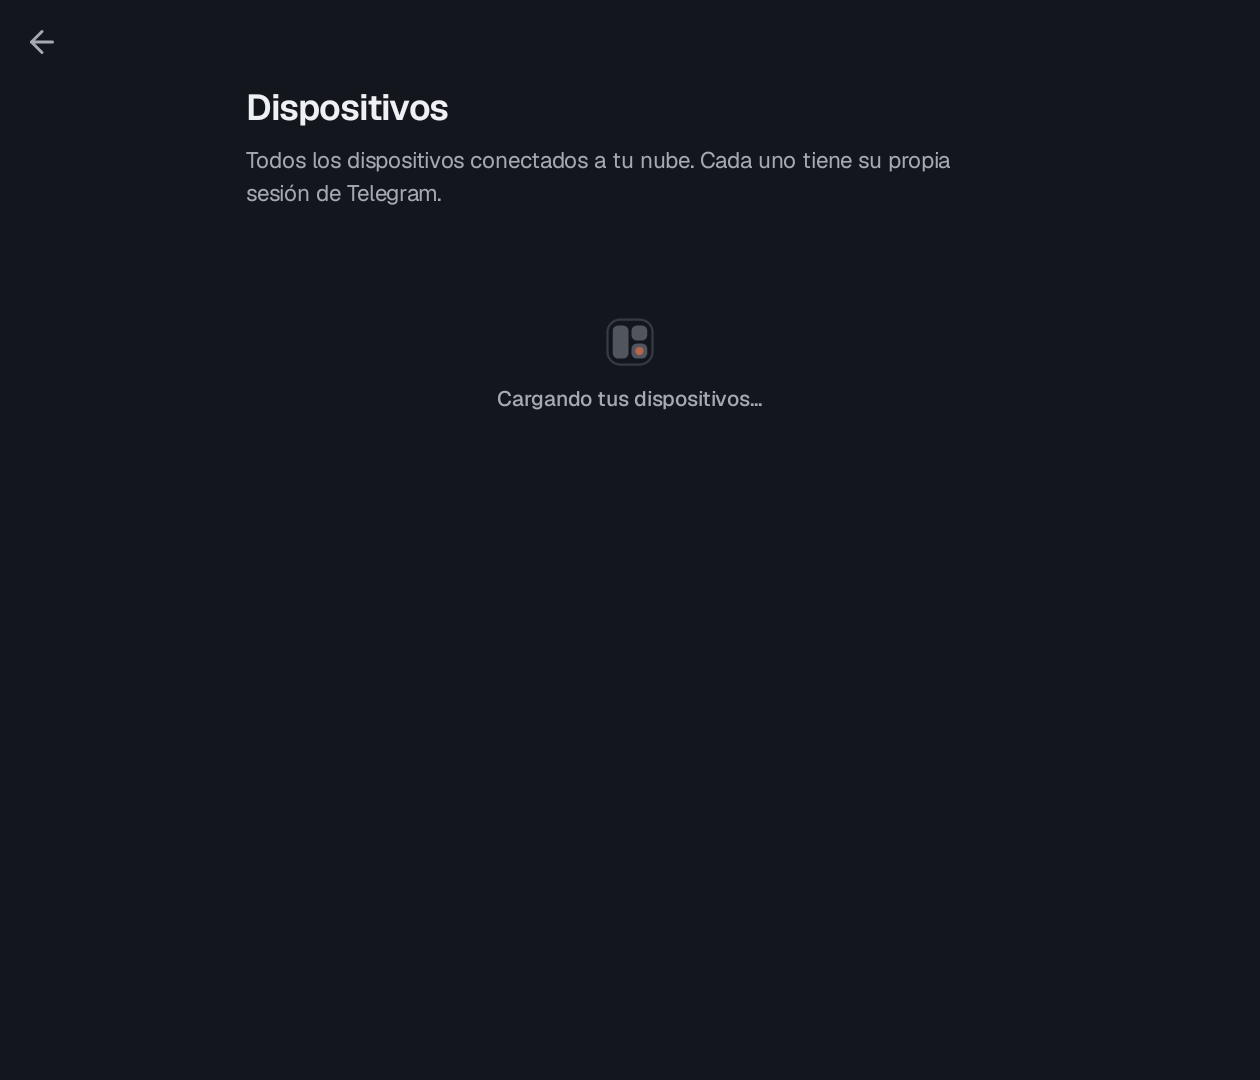 Dispositivos
Todos los dispositivos conectados a tu nube. Cada uno tiene su propia
sesión de Telegram.
Cargando tus dispositivos…